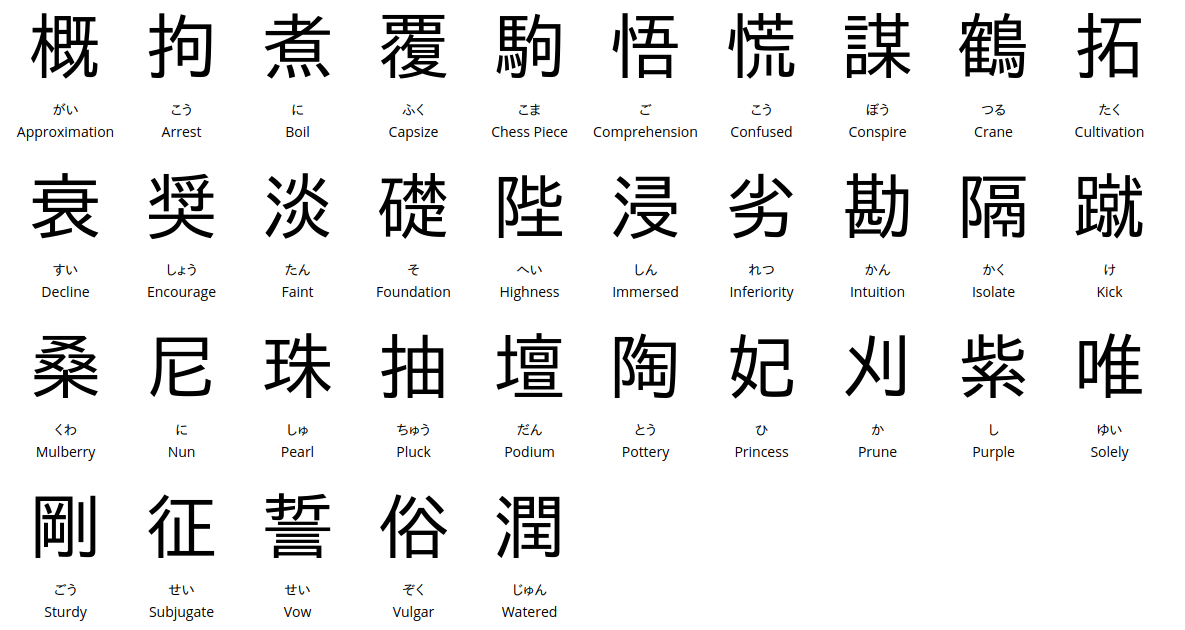 概 拘 煮 覆 駒 悟 慌 謀 鶴 拓
がい こう に ふく こま ご こう ぼう つる たく
Approximation Arrest Boil Capsize Chess Piece Comprehension Confused Conspire Crane Cultivation
衰 奨 淡 礎 陛 浸 劣 勘 隔 蹴
すい しょう たん そ へい しん れつ かん かく け
Decline Encourage Faint Foundation Highness Immersed Inferiority Intuition Isolate Kick
桑 尼 珠 抽 壇 陶 妃 刈 紫 唯
くわ に しゅ ちゅう だん とう ひ か し ゆい
Mulberry Nun Pearl Pluck Podium Pottery Princess Prune Purple Solely
剛 征 誓 俗 潤
ごう せい せい ぞく じゅん
Sturdy Subjugate Vow Vulgar Watered